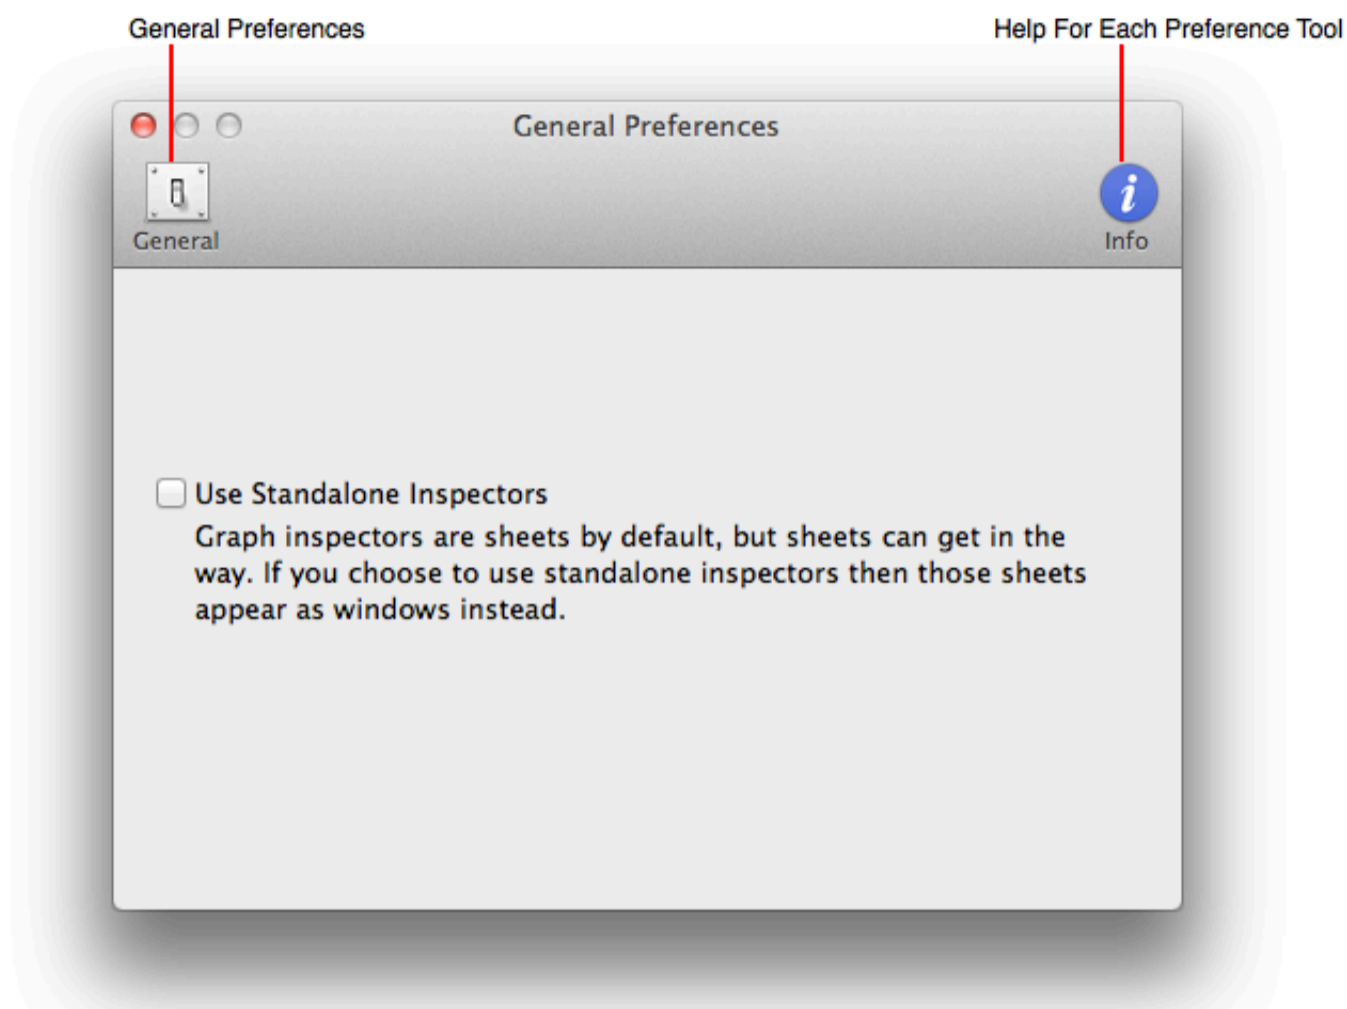 General Preferences
Help For Each Preference Tool
General Preferences
General
Info
Use Standalone Inspectors
Graph inspectors are sheets by default, but sheets can get in the
way. If you choose to use standalone inspectors then those sheets
appear as windows instead.